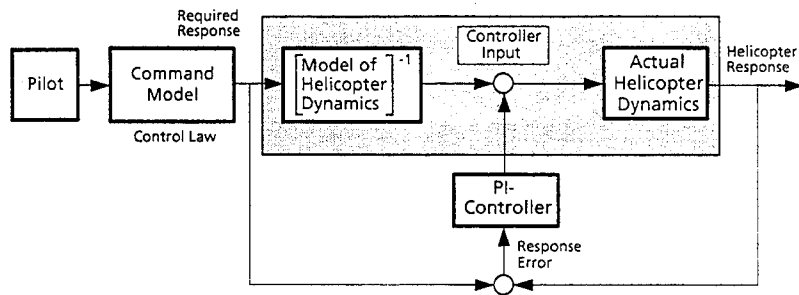 Required
Response
Pilot
Command
Model
Control Law
Model of
Helicopter
Dynamics
-1
Controller
Input
Actual
Helicopter
Dynamics
Helicopter
Response
PI-
Controller
Response
Error